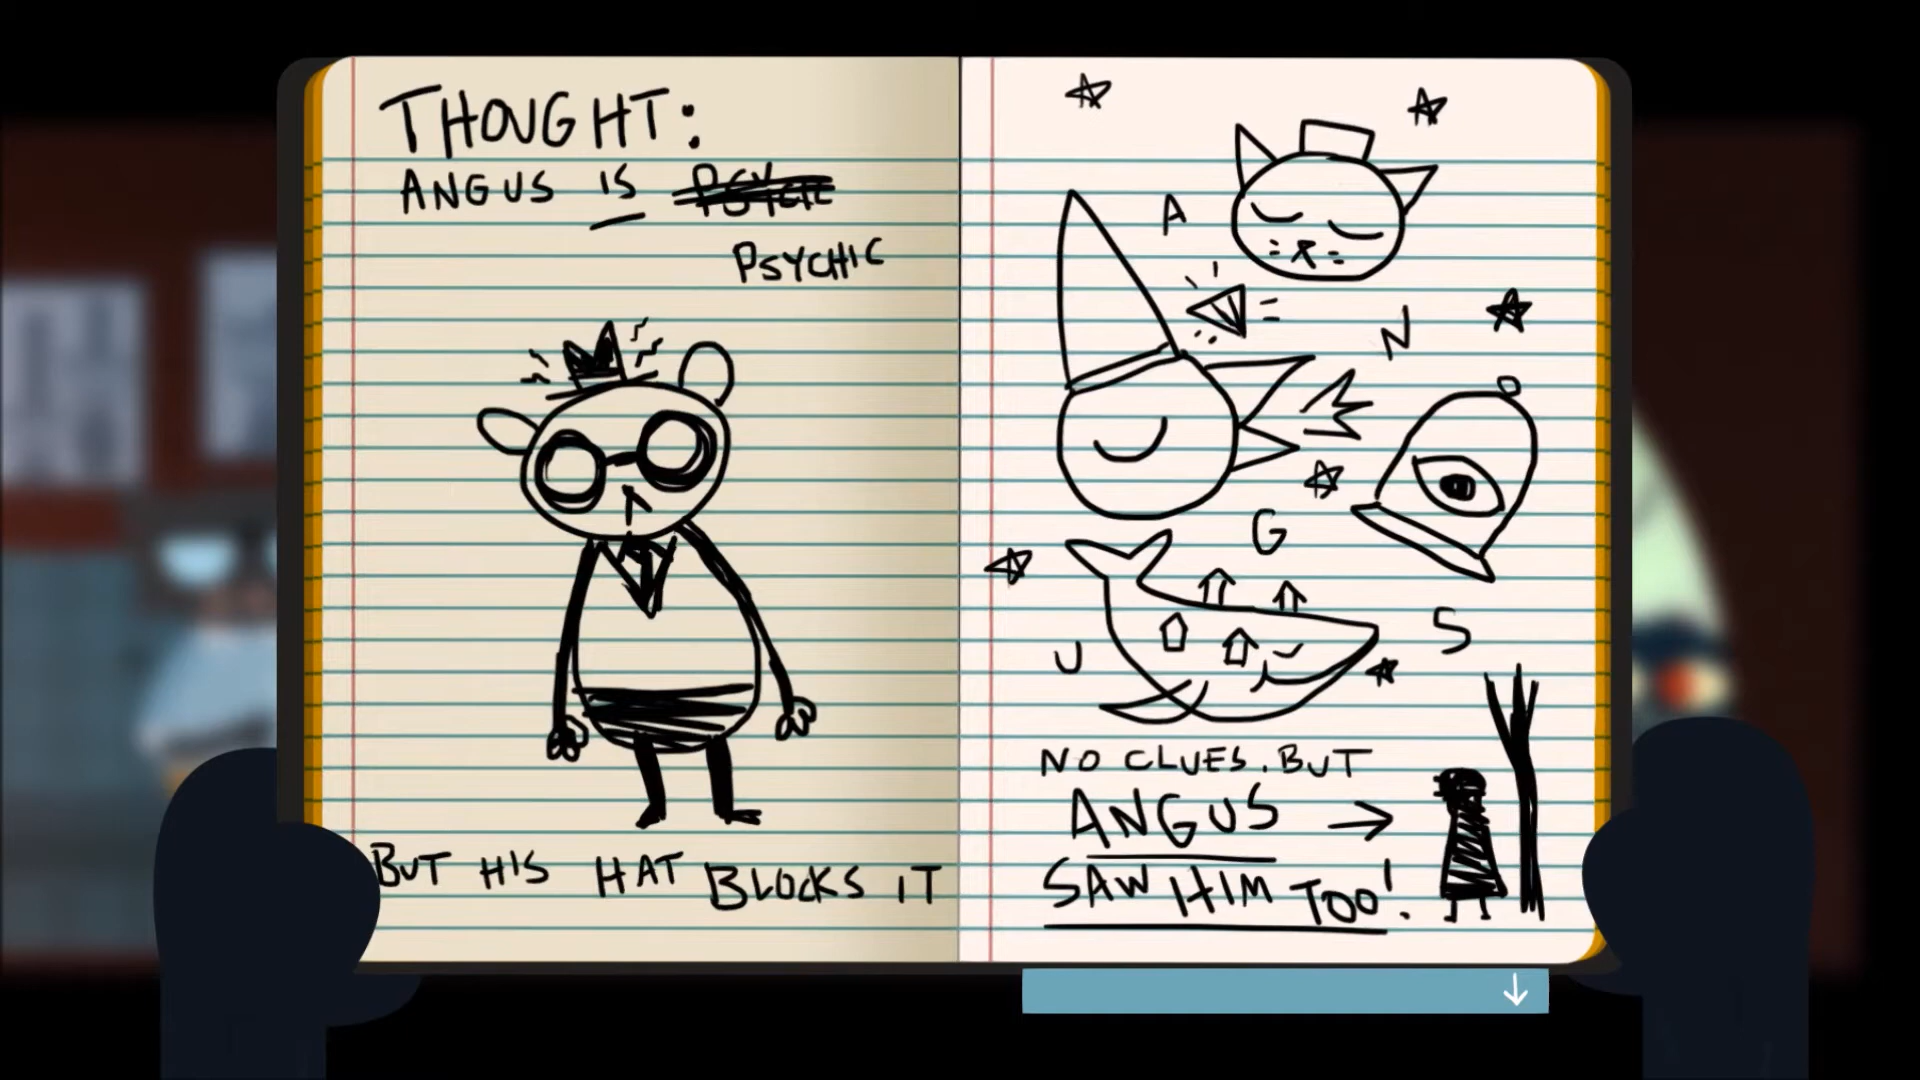 THOUGHT:
ANGUS IS
PSYCHIC
BUT HIS HAT BLOCKS IT
A
N
G
U
S
NO CLUES. BUT
ANGUS →
SAW HIM TOO!